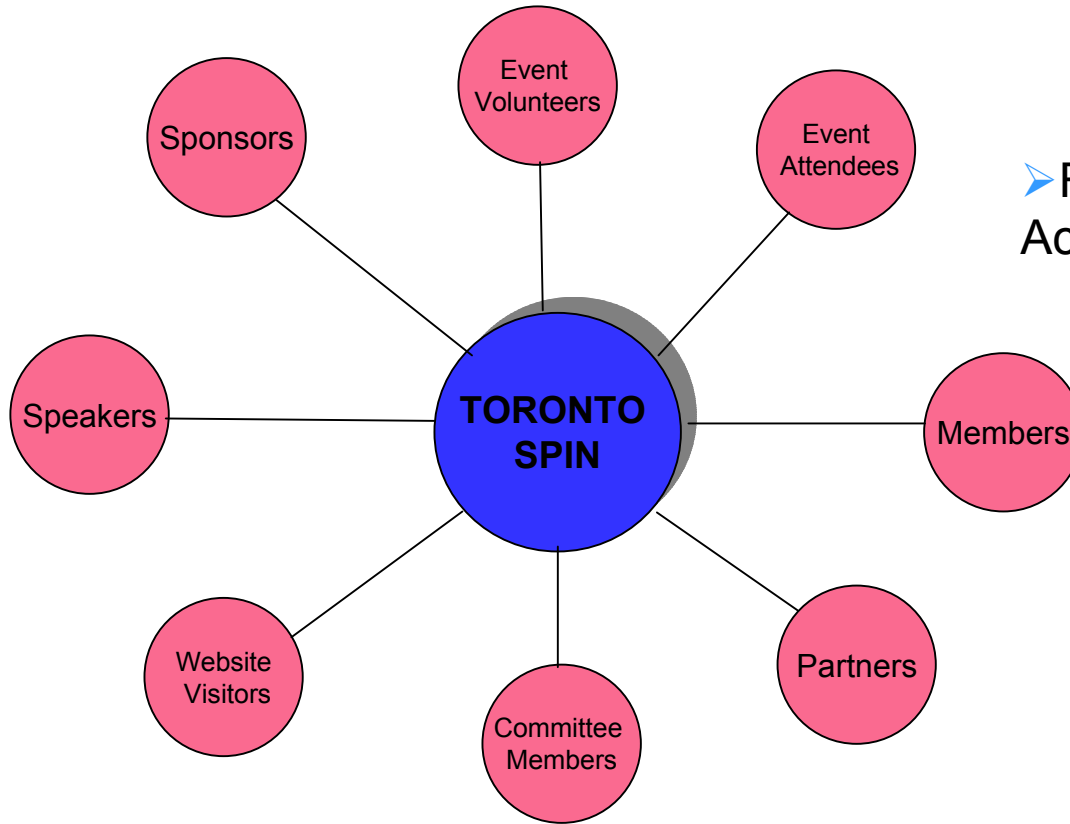 Event
Volunteers
Sponsors
Event
Attendees
TORONTO
SPIN
Speakers
Members
Website
Visitors
Committee
Members
Partners